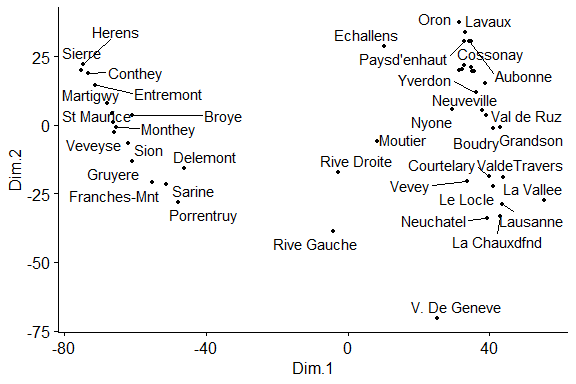 Oron
Lavaux
Herens
Echallens
Sierre
Paysd'enhaut
Cossonay
Conthey
Aubonne
Yverdon
Entremont
Martigwy
Neuveville
St Maurice
Broye
Nyone
Val de Ruz
Monthey
Moutier
Boudry
Grandson
Veveyse
Sion
Delemont
Rive Droite
Courtelary
ValdeTravers
Gruyere
Vevey
Sarine
La Vallee
Franches-Mnt
Le Locle
Porrentruy
Neuchatel
Lausanne
Rive Gauche
La Chauxdfnd
V. De Geneve
25
0
-25
-50
-75
Dim.2
-80
-40
0
40
Dim.1